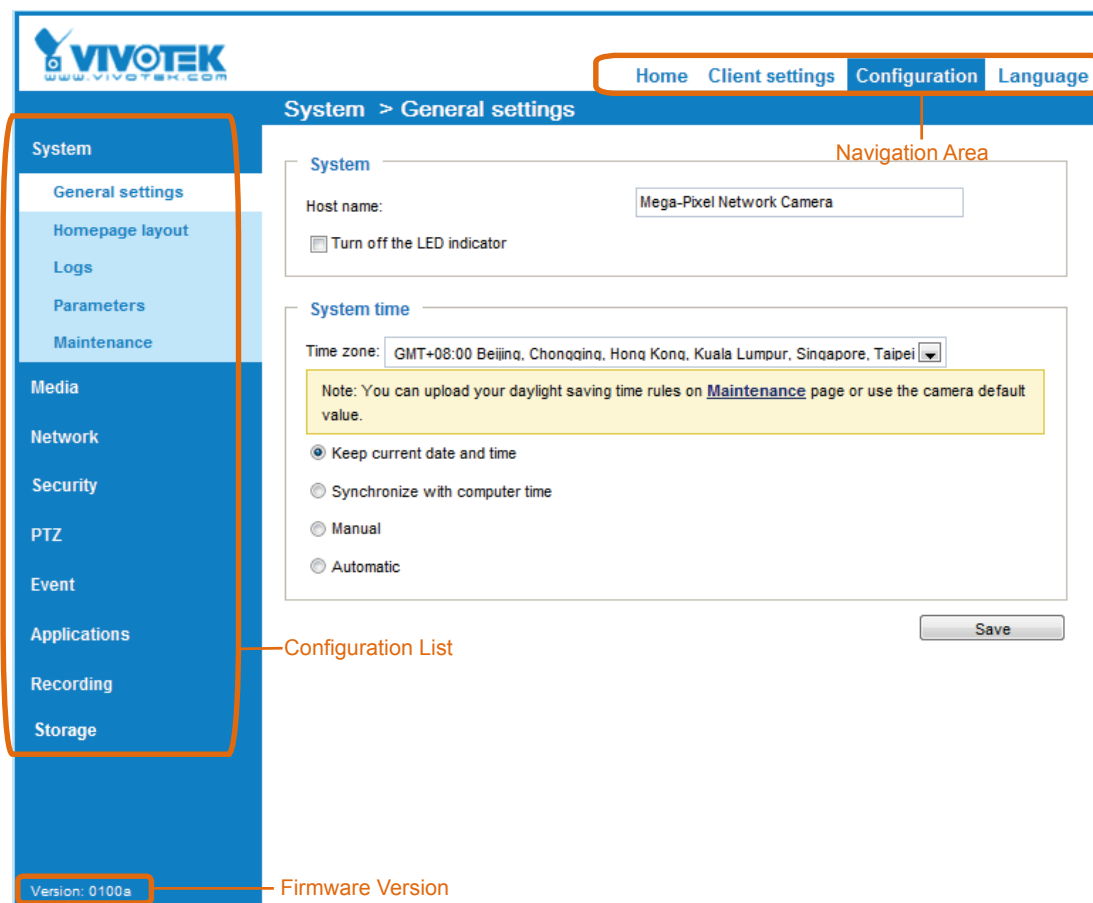 VIVOTEK
www.vivotek.com
Home Client settings Configuration Language
System > General settings
Navigation Area
System
General settings
Homepage layout
Logs
Parameters
Maintenance
Media
Network
Security
PTZ
Event
Applications
Recording
Storage
Version: 0100a
System
Host name: Mega-Pixel Network Camera
Turn off the LED indicator
System time
Time zone: GMT+08:00 Beijing, Chongqing, Hong Kong, Kuala Lumpur, Singapore, Taipei
Note: You can upload your daylight saving time rules on Maintenance page or use the camera default
value.
Keep current date and time
Synchronize with computer time
Manual
Automatic
Save
Configuration List
Firmware Version